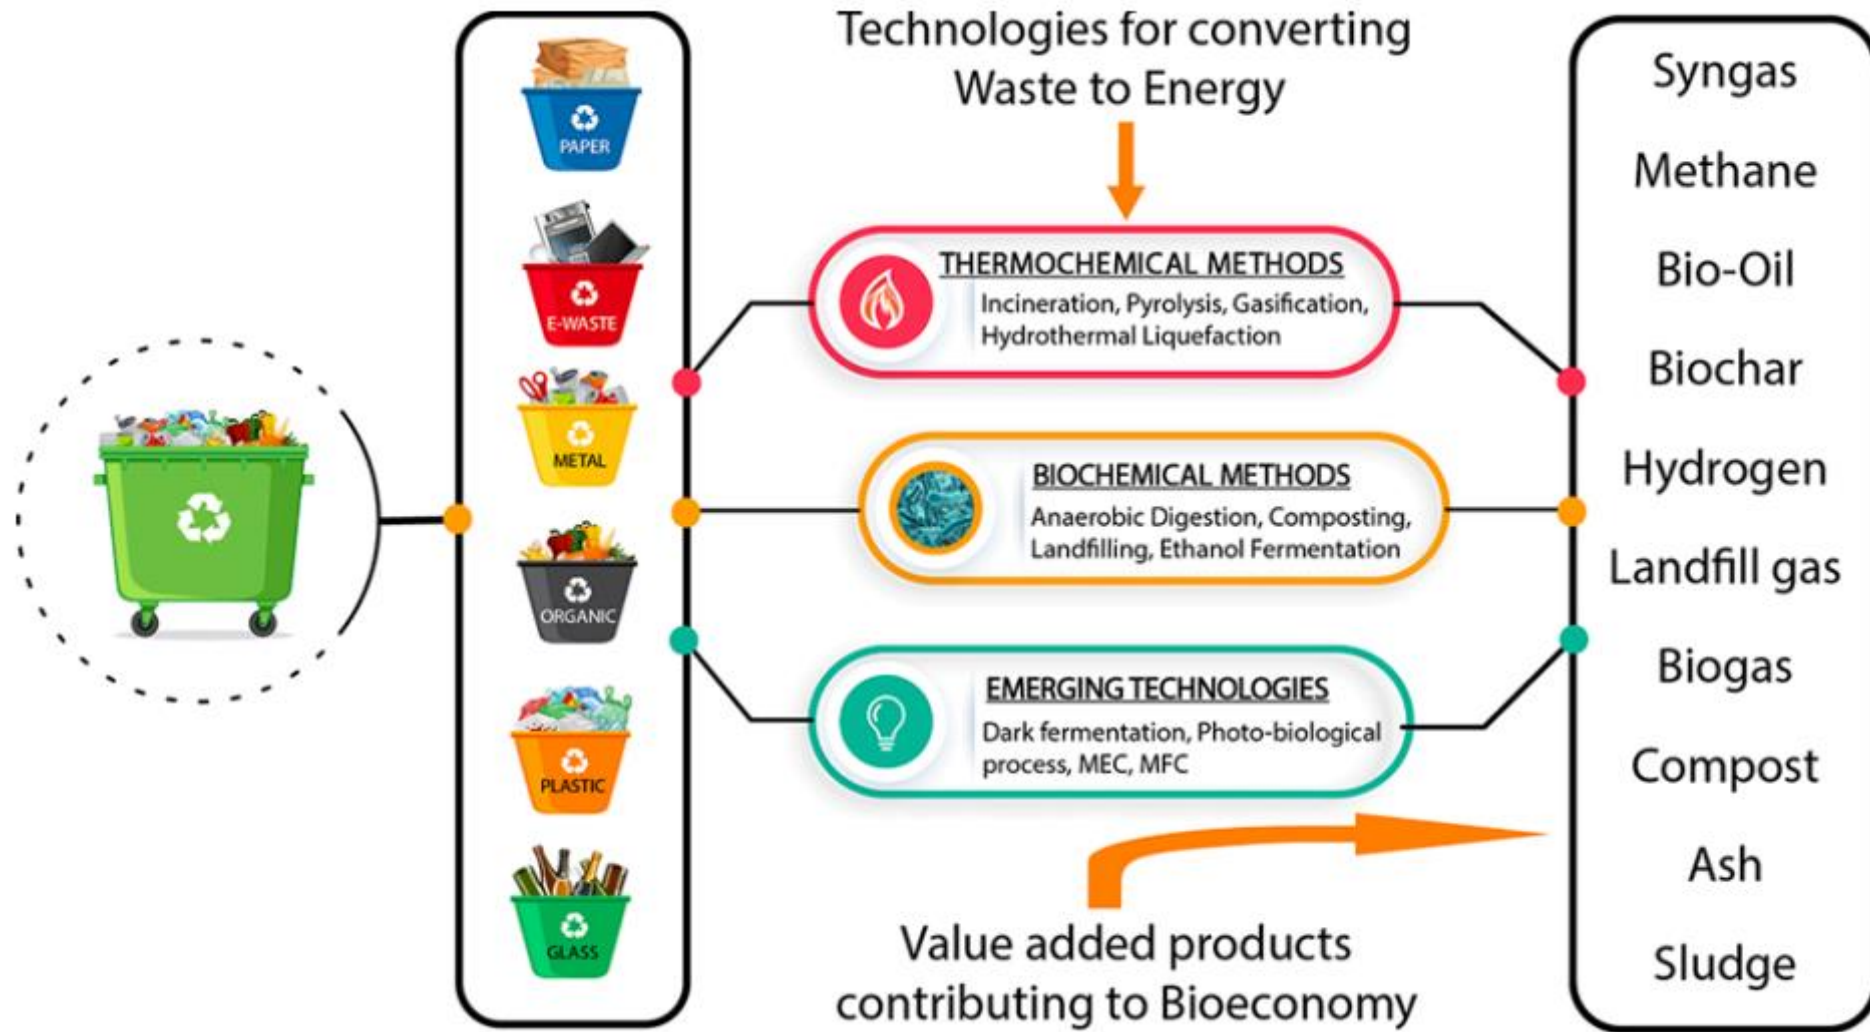 PAPER
E-WASTE
METAL
ORGANIC
PLASTIC
GLASS
Technologies for converting
Waste to Energy
THERMOCHEMICAL METHODS
Incineration, Pyrolysis, Gasification,
Hydrothermal Liquefaction
BIOCHEMICAL METHODS
Anaerobic Digestion, Composting,
Landfilling, Ethanol Fermentation
EMERGING TECHNOLOGIES
Dark fermentation, Photo-biological
process, MEC, MFC
Value added products
contributing to Bioeconomy
Syngas
Methane
Bio-Oil
Biochar
Hydrogen
Landfill gas
Biogas
Compost
Ash
Sludge